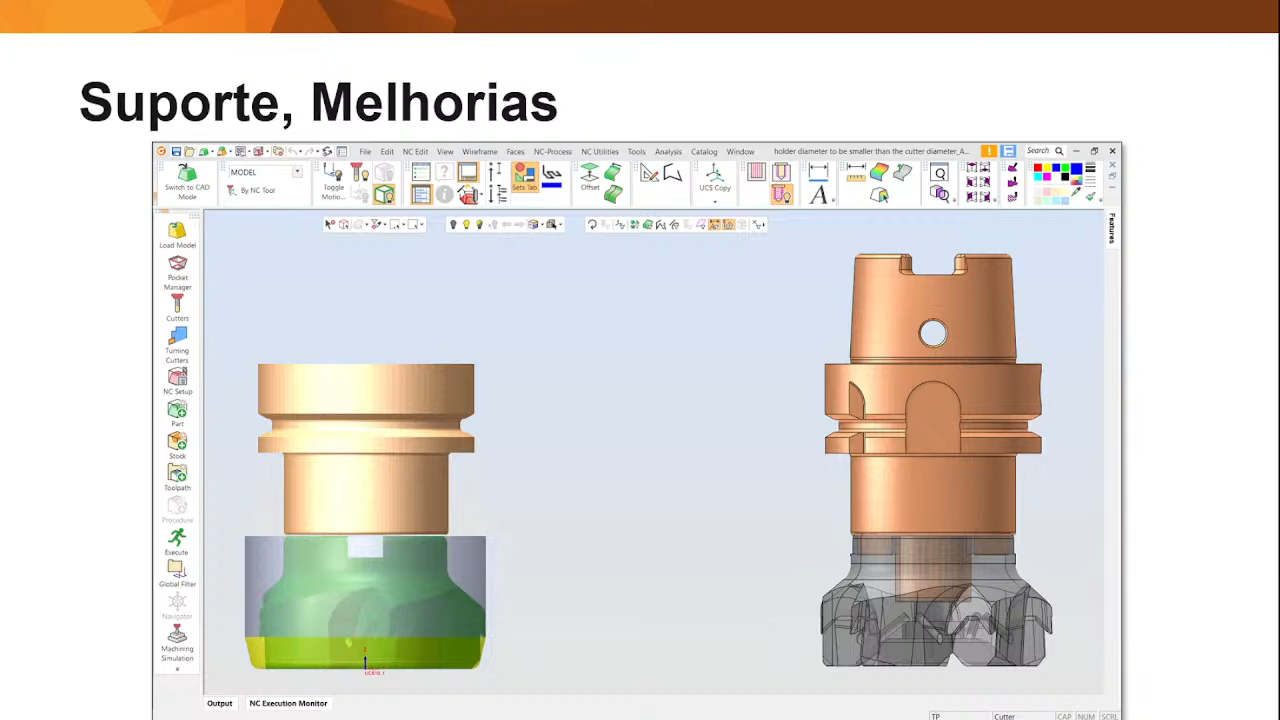 Suporte, Melhorias
File Edit NC Edit View Wireframe Faces NC-Process NC Utilities Tools Analysis Catalog Window holder diameter to be smaller than the cutter diameter_A... Search
Switch to CAD
Mode
MODEL
By NC Tool
Toggle
Motio...
Sets Tab
Offset
UCS Copy
A
Features
Load Model
Pocket
Manager
Cutters
Turning
Cutters
NC Setup
Part
Stock
Toolpath
Procedure
Execute
Global Filter
Navigator
Machining
Simulation
Output NC Execution Monitor
TP Cutter CAP NUM SCRL